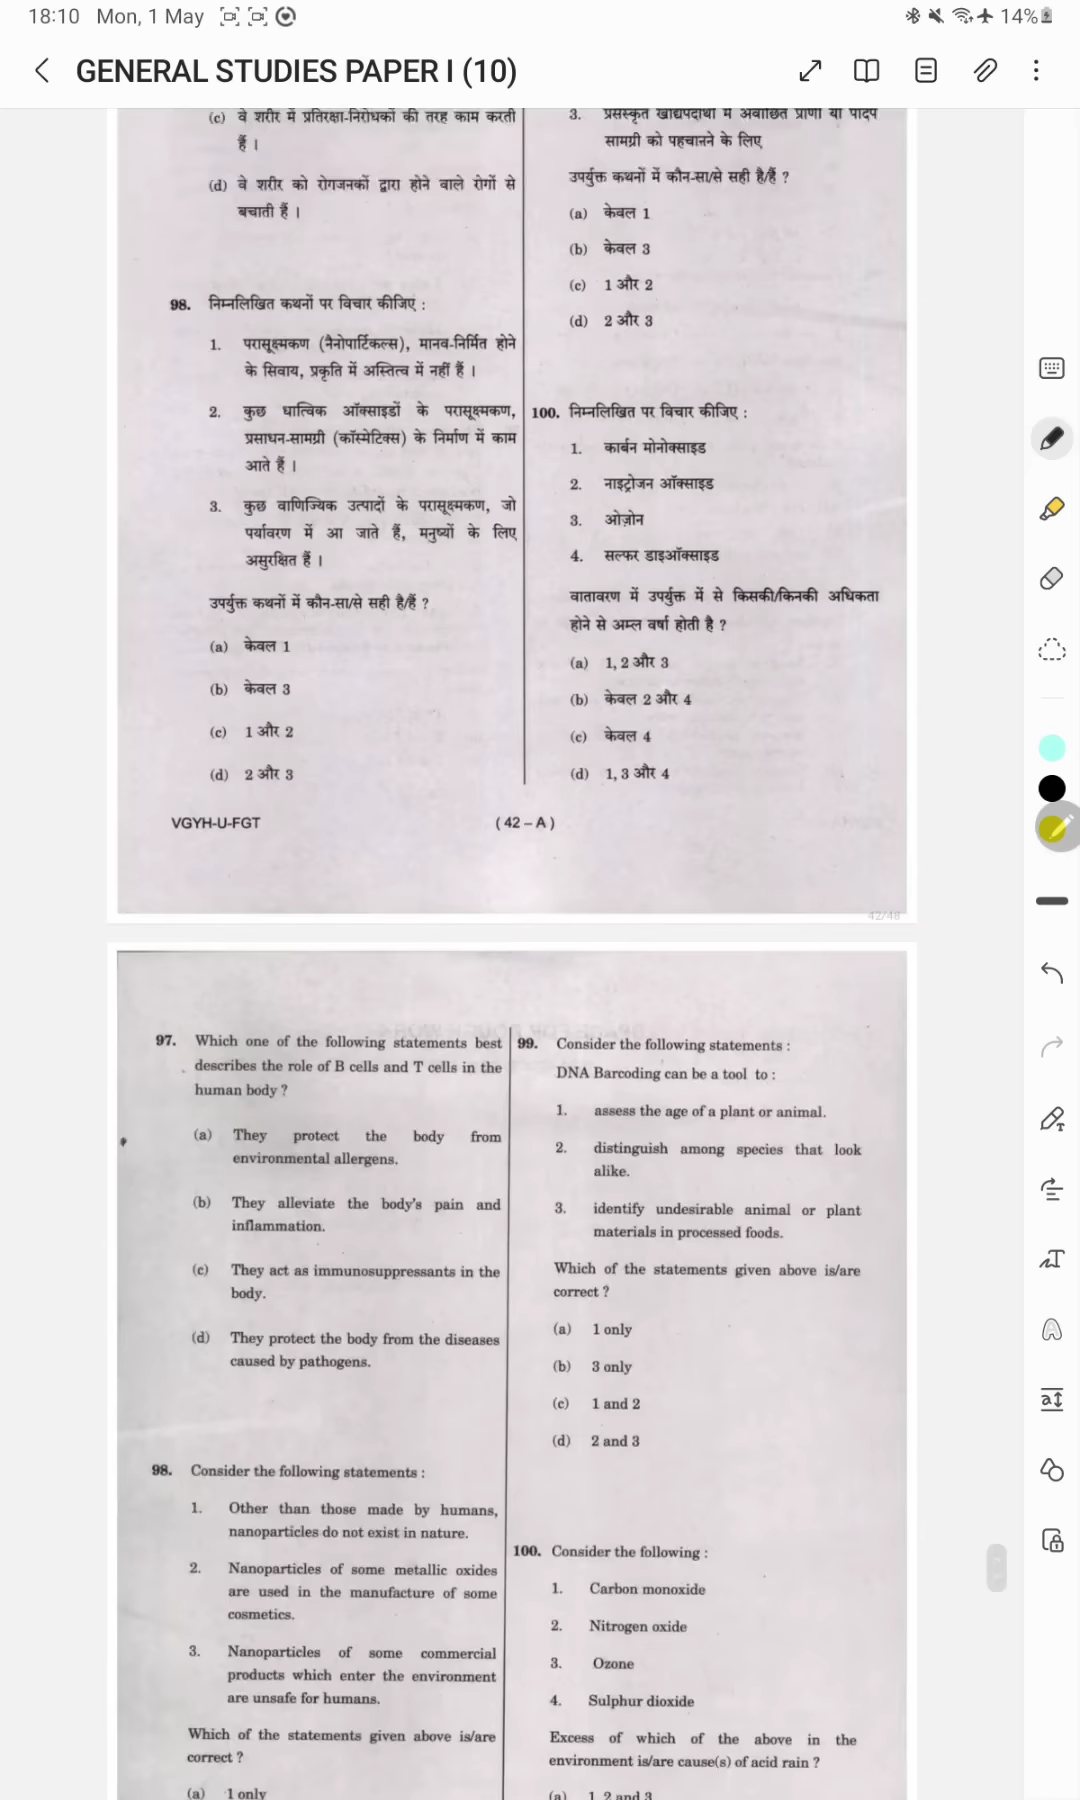 18:10 Mon, 1 May
14%
GENERAL STUDIES PAPER I (10)
(c) वे शरीर में प्रतिरक्षा-निरोधकों की तरह काम करती
हैं ।
(d) वे शरीर को रोगजनकों द्वारा होने वाले रोगों से
बचाती हैं ।
98. निम्नलिखित कथनों पर विचार कीजिए :
1. परासूक्ष्मकण (नैनोपार्टिकल्स), मानव-निर्मित होने
के सिवाय, प्रकृति में अस्तित्व में नहीं हैं ।
2. कुछ धात्विक ऑक्साइडों के परासूक्ष्मकण,
प्रसाधन-सामग्री (कॉस्मेटिक्स) के निर्माण में काम
आते हैं ।
3. कुछ वाणिज्यिक उत्पादों के परासूक्ष्मकण, जो
पर्यावरण में आ जाते हैं, मनुष्यों के लिए
असुरक्षित हैं ।
उपर्युक्त कथनों में कौन-सा/से सही है/हैं ?
(a) केवल 1
(b) केवल 3
(c) 1 और 2
(d) 2 और 3
3. प्रसंस्कृत खाद्यपदार्थों में अवांछित प्राणी या पादप
सामग्री को पहचानने के लिए
उपर्युक्त कथनों में कौन-सा/से सही है/हैं ?
(a) केवल 1
(b) केवल 3
(c) 1 और 2
(d) 2 और 3
100. निम्नलिखित पर विचार कीजिए :
1. कार्बन मोनोक्साइड
2. नाइट्रोजन ऑक्साइड
3. ओज़ोन
4. सल्फर डाइऑक्साइड
वातावरण में उपर्युक्त में से किसकी/किनकी अधिकता
होने से अम्ल वर्षा होती है ?
(a) 1, 2 और 3
(b) केवल 2 और 4
(c) केवल 4
(d) 1, 3 और 4
VGYH-U-FGT
( 42 – A )
42/48
97. Which one of the following statements best
describes the role of B cells and T cells in the
human body ?
(a) They protect the body from
environmental allergens.
(b) They alleviate the body's pain and
inflammation.
(c) They act as immunosuppressants in the
body.
(d) They protect the body from the diseases
caused by pathogens.
98. Consider the following statements :
1. Other than those made by humans,
nanoparticles do not exist in nature.
2. Nanoparticles of some metallic oxides
are used in the manufacture of some
cosmetics.
3. Nanoparticles of some commercial
products which enter the environment
are unsafe for humans.
Which of the statements given above is/are
correct ?
(a) 1 only
99. Consider the following statements :
DNA Barcoding can be a tool to :
1. assess the age of a plant or animal.
2. distinguish among species that look
alike.
3. identify undesirable animal or plant
materials in processed foods.
Which of the statements given above is/are
correct ?
(a) 1 only
(b) 3 only
(c) 1 and 2
(d) 2 and 3
100. Consider the following :
1. Carbon monoxide
2. Nitrogen oxide
3. Ozone
4. Sulphur dioxide
Excess of which of the above in the
environment is/are cause(s) of acid rain ?
(a) 1, 2 and 3